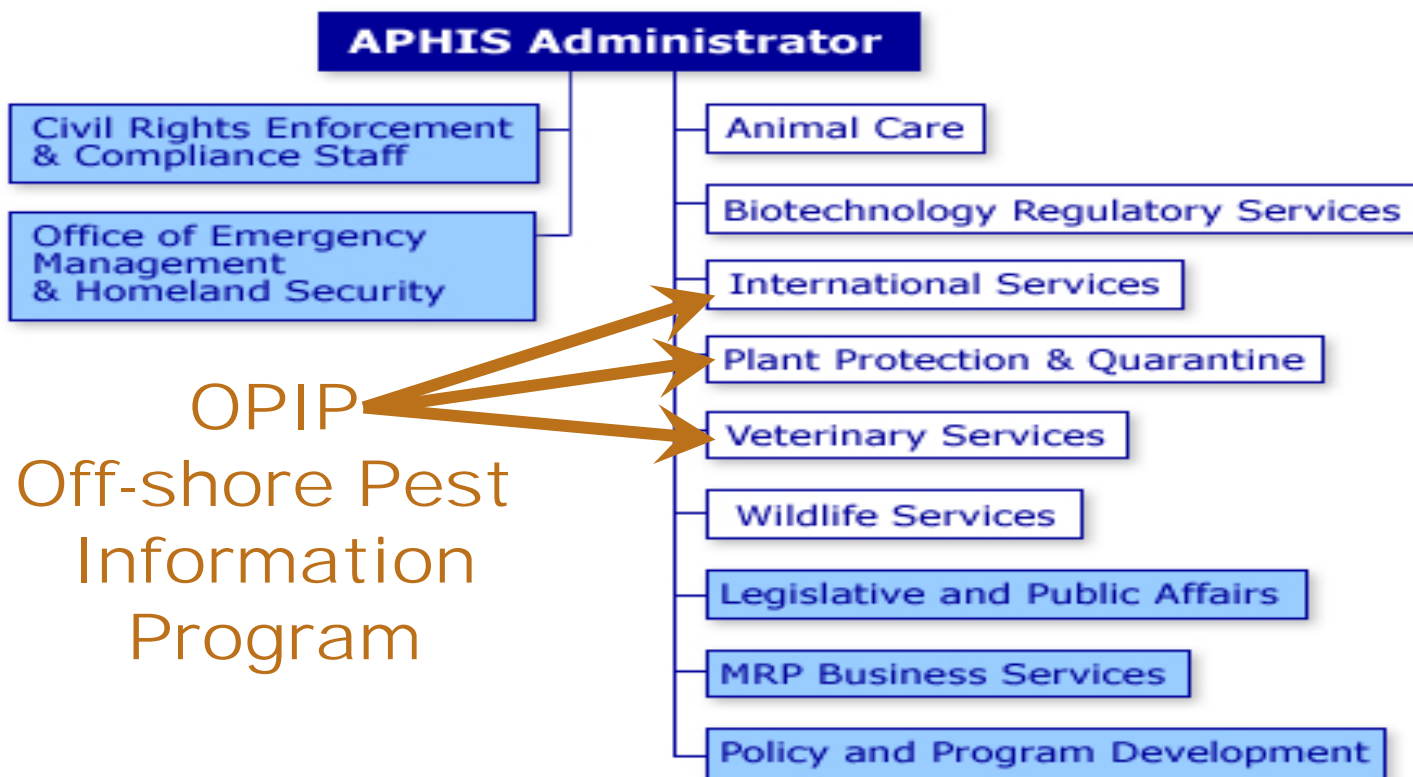 APHIS Administrator
Civil Rights Enforcement
& Compliance Staff
Office of Emergency
Management
& Homeland Security
Animal Care
Biotechnology Regulatory Services
International Services
Plant Protection & Quarantine
Veterinary Services
Wildlife Services
Legislative and Public Affairs
MRP Business Services
Policy and Program Development
OPIP
Off-shore Pest
Information
Program